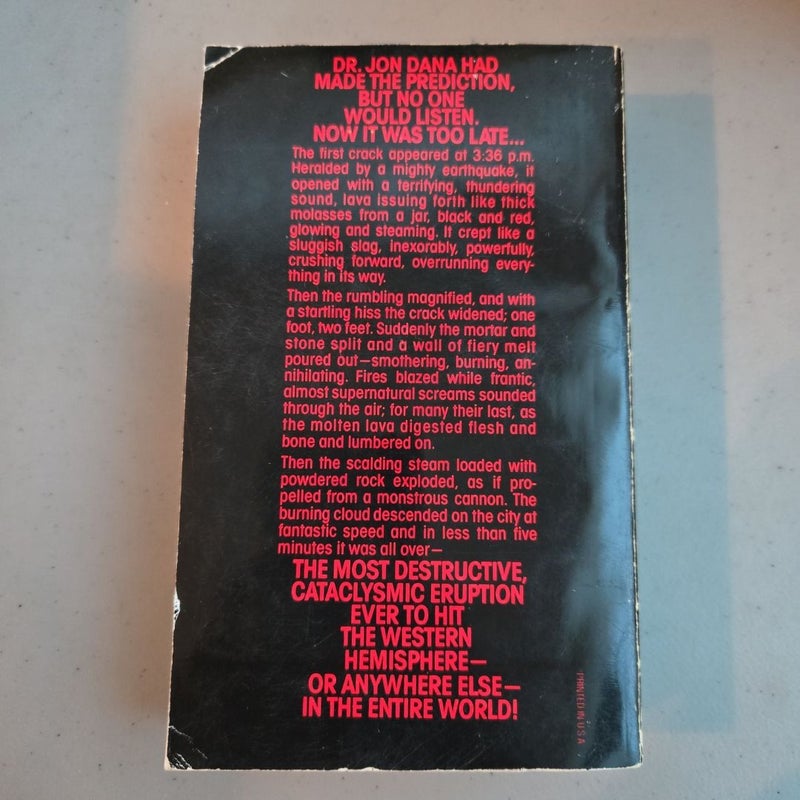 DR. JON DANA HAD
MADE THE PREDICTION,
BUT NO ONE
WOULD LISTEN.
NOW IT WAS TOO LATE...
The first crack appeared at 3:36 p.m.
Heralded by a mighty earthquake, it
opened with a terrifying, thundering
sound, lava issuing forth like thick
molasses from a jar, black and red,
glowing and steaming. It crept like a
sluggish slag, inexorably, powerfully,
crushing forward, overrunning every-
thing in its way.
Then the rumbling magnified, and with
a startling hiss the crack widened; one
foot, two feet. Suddenly the mortar and
stone split and a wall of fiery melt
poured out—smothering, burning, an-
nihilating. Fires blazed while frantic,
almost supernatural screams sounded
through the air; for many their last, as
the molten lava digested flesh and
bone and lumbered on.
Then the scalding steam loaded with
powdered rock exploded, as if pro-
pelled from a monstrous cannon. The
burning cloud descended on the city at
fantastic speed and in less than five
minutes it was all over—
THE MOST DESTRUCTIVE,
CATACLYSMIC ERUPTION
EVER TO HIT
THE WESTERN
HEMISPHERE—
OR ANYWHERE ELSE—
IN THE ENTIRE WORLD!
PRINTED IN U.S.A.